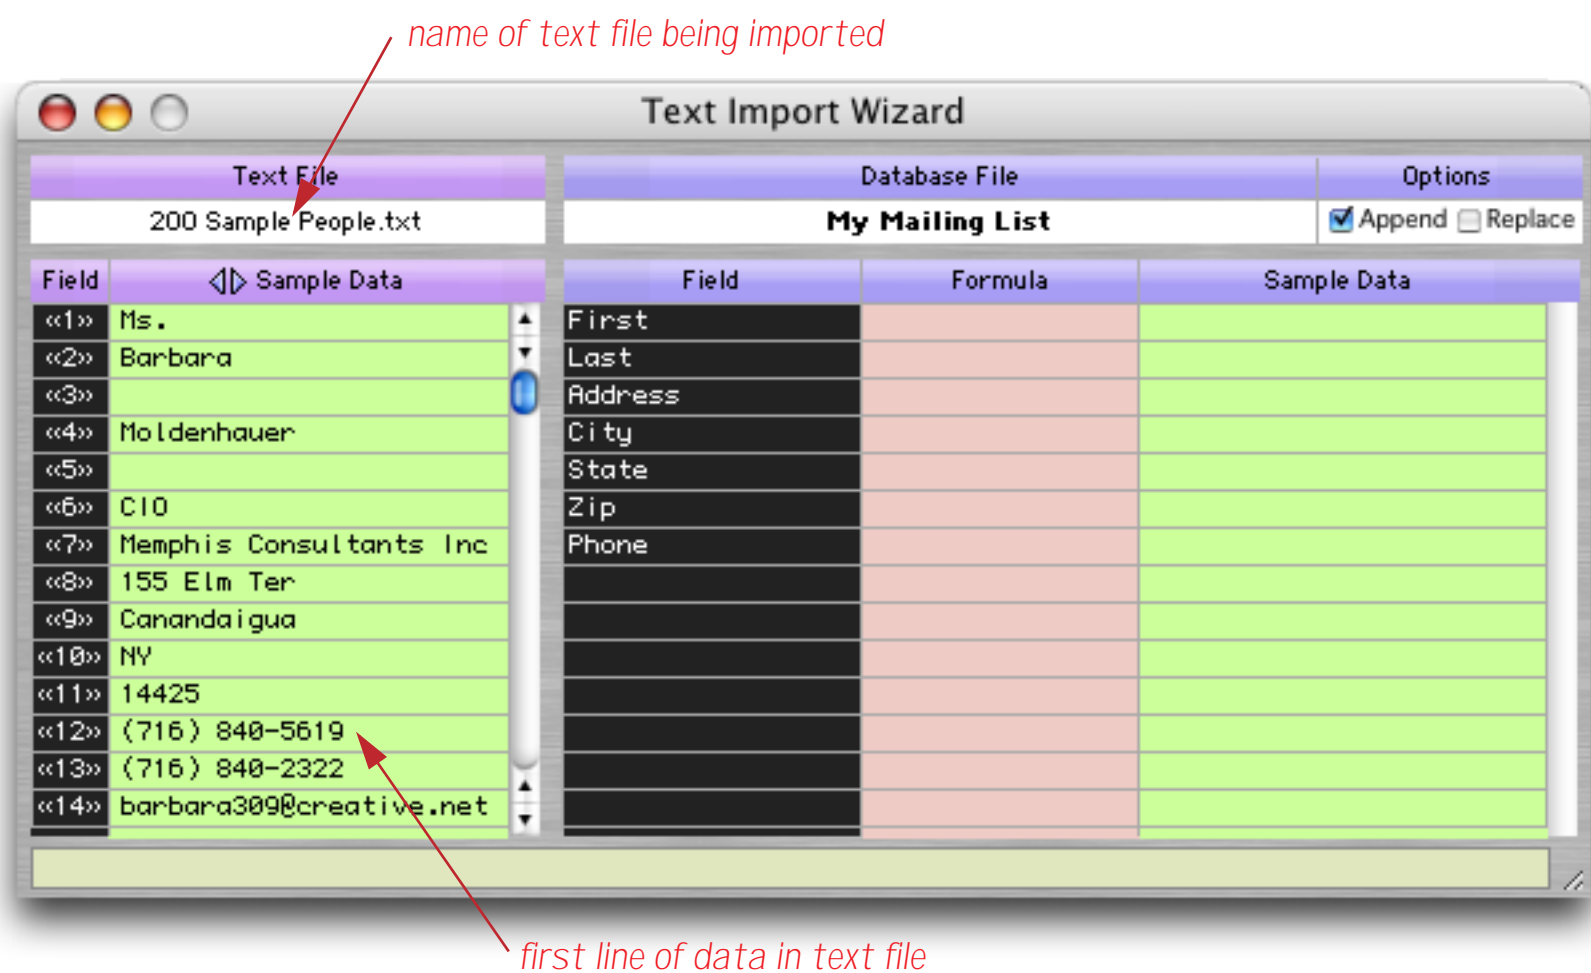 name of text file being imported
Text Import Wizard
Text File
Database File
Options
200 Sample People.txt
My Mailing List
Append Replace
Field Sample Data
Field Formula Sample Data
«1» Ms. First
«2» Barbara Last
«3» Address
«4» Moldenhauer City
«5» State
«6» CIO Zip
«7» Memphis Consultants Inc Phone
«8» 155 Elm Ter
«9» Canandaigua
«10» NY
«11» 14425
«12» (716) 840-5619
«13» (716) 840-2322
«14» barbara309@creative.net
first line of data in text file